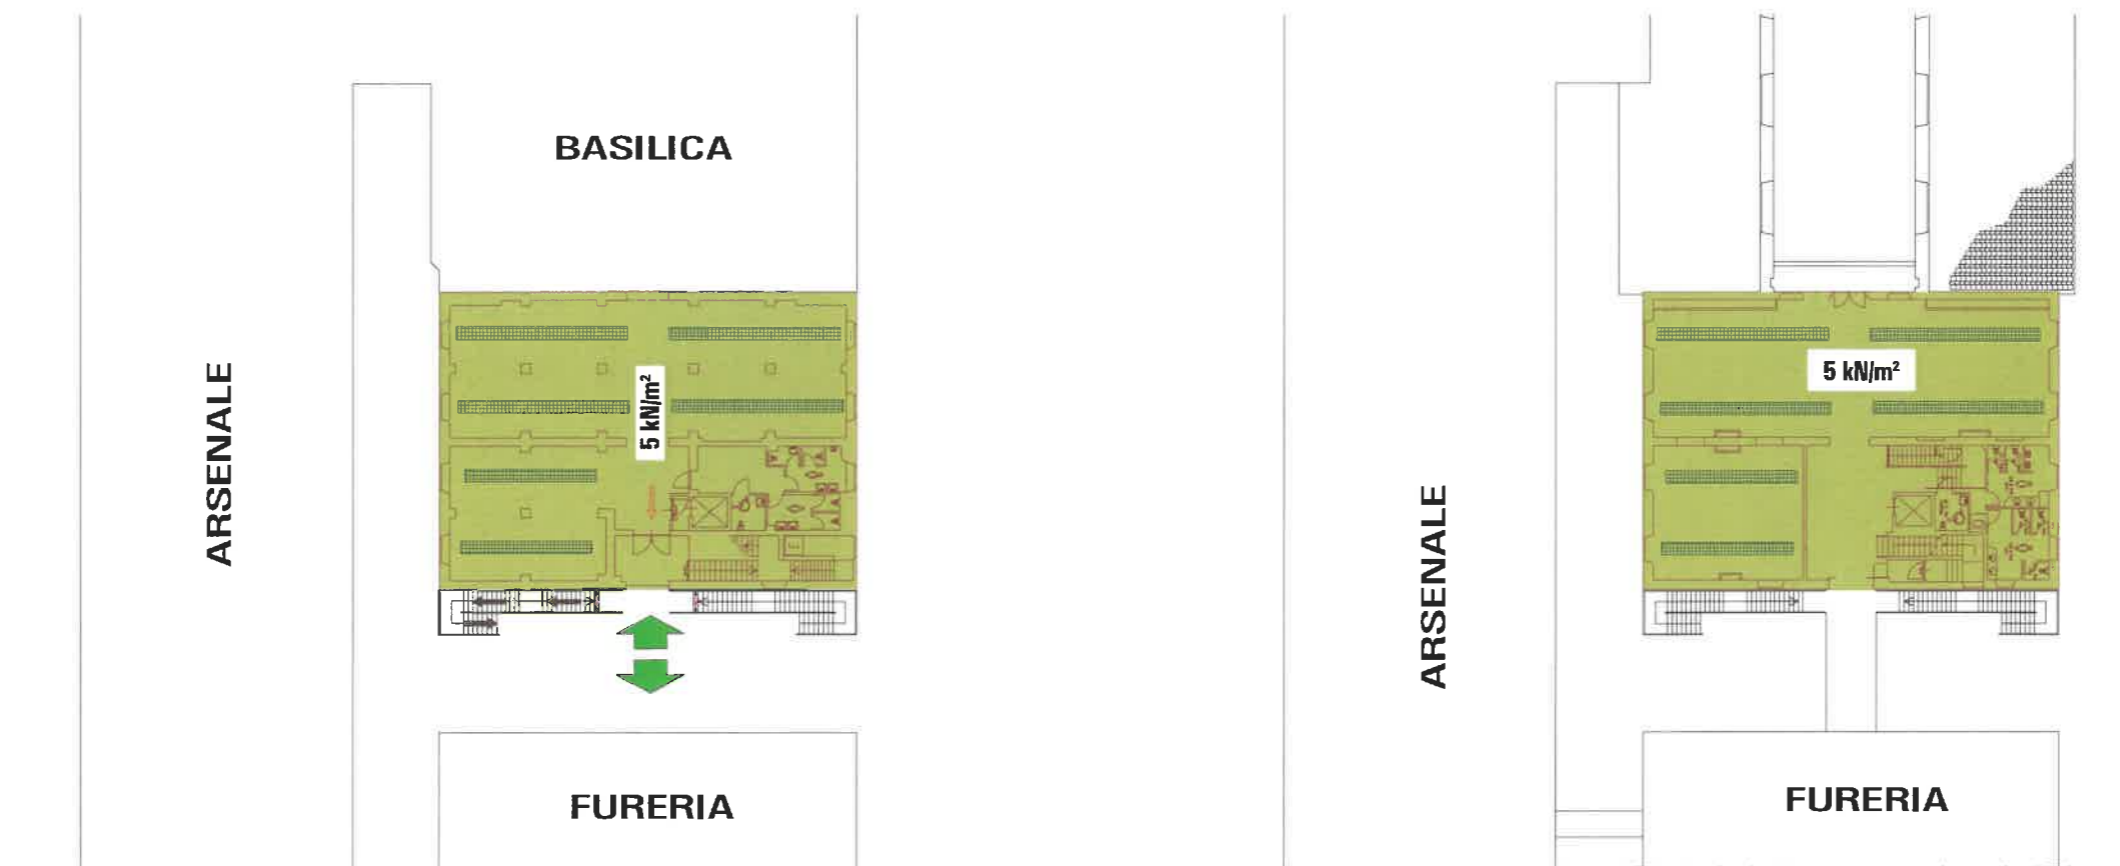 BASILICA
ARSENALE
5 kN/m²
FURERIA
5 kN/m²
ARSENALE
FURERIA